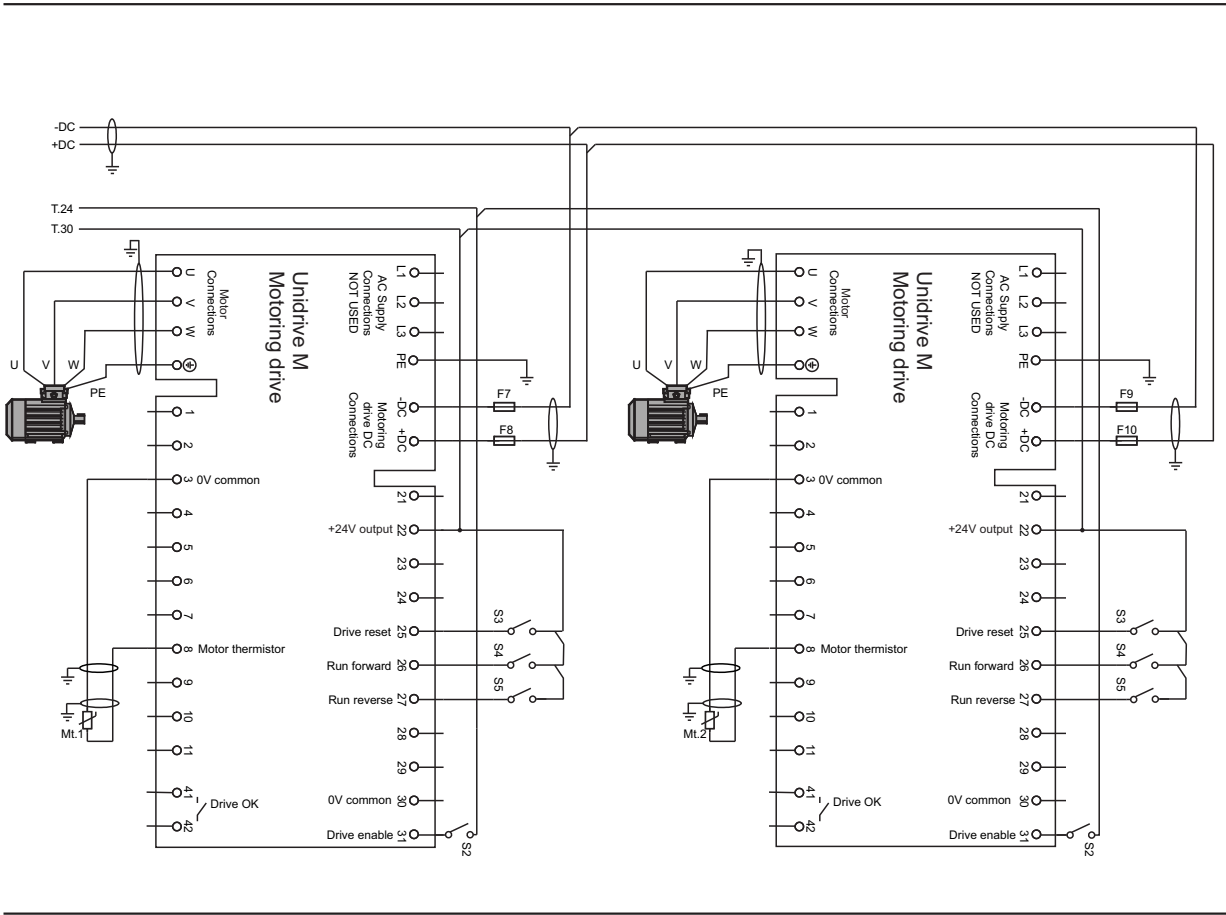 -DC
+DC
T.24
T.30
U
V
W
Motor
Connections
Unidrive M
Motoring drive
AC Supply
Connections
NOT USED
L1
L2
L3
PE
U
V
W
PE
Motoring
drive DC
Connections
-DC
+DC
F7
F8
1
2
3 0V common
4
5
6
7
8 Motor thermistor
9
10
11
41
42
Drive OK
Mt.1
21
+24V output 22
23
24
Drive reset 25
Run forward 26
Run reverse 27
28
29
0V common 30
Drive enable 31
S3
S4
S5
S2
U
V
W
Motor
Connections
Unidrive M
Motoring drive
AC Supply
Connections
NOT USED
L1
L2
L3
PE
U
V
W
PE
Motoring
drive DC
Connections
-DC
+DC
F9
F10
1
2
3 0V common
4
5
6
7
8 Motor thermistor
9
10
11
41
42
Drive OK
Mt.2
21
+24V output 22
23
24
Drive reset 25
Run forward 26
Run reverse 27
28
29
0V common 30
Drive enable 31
S3
S4
S5
S2